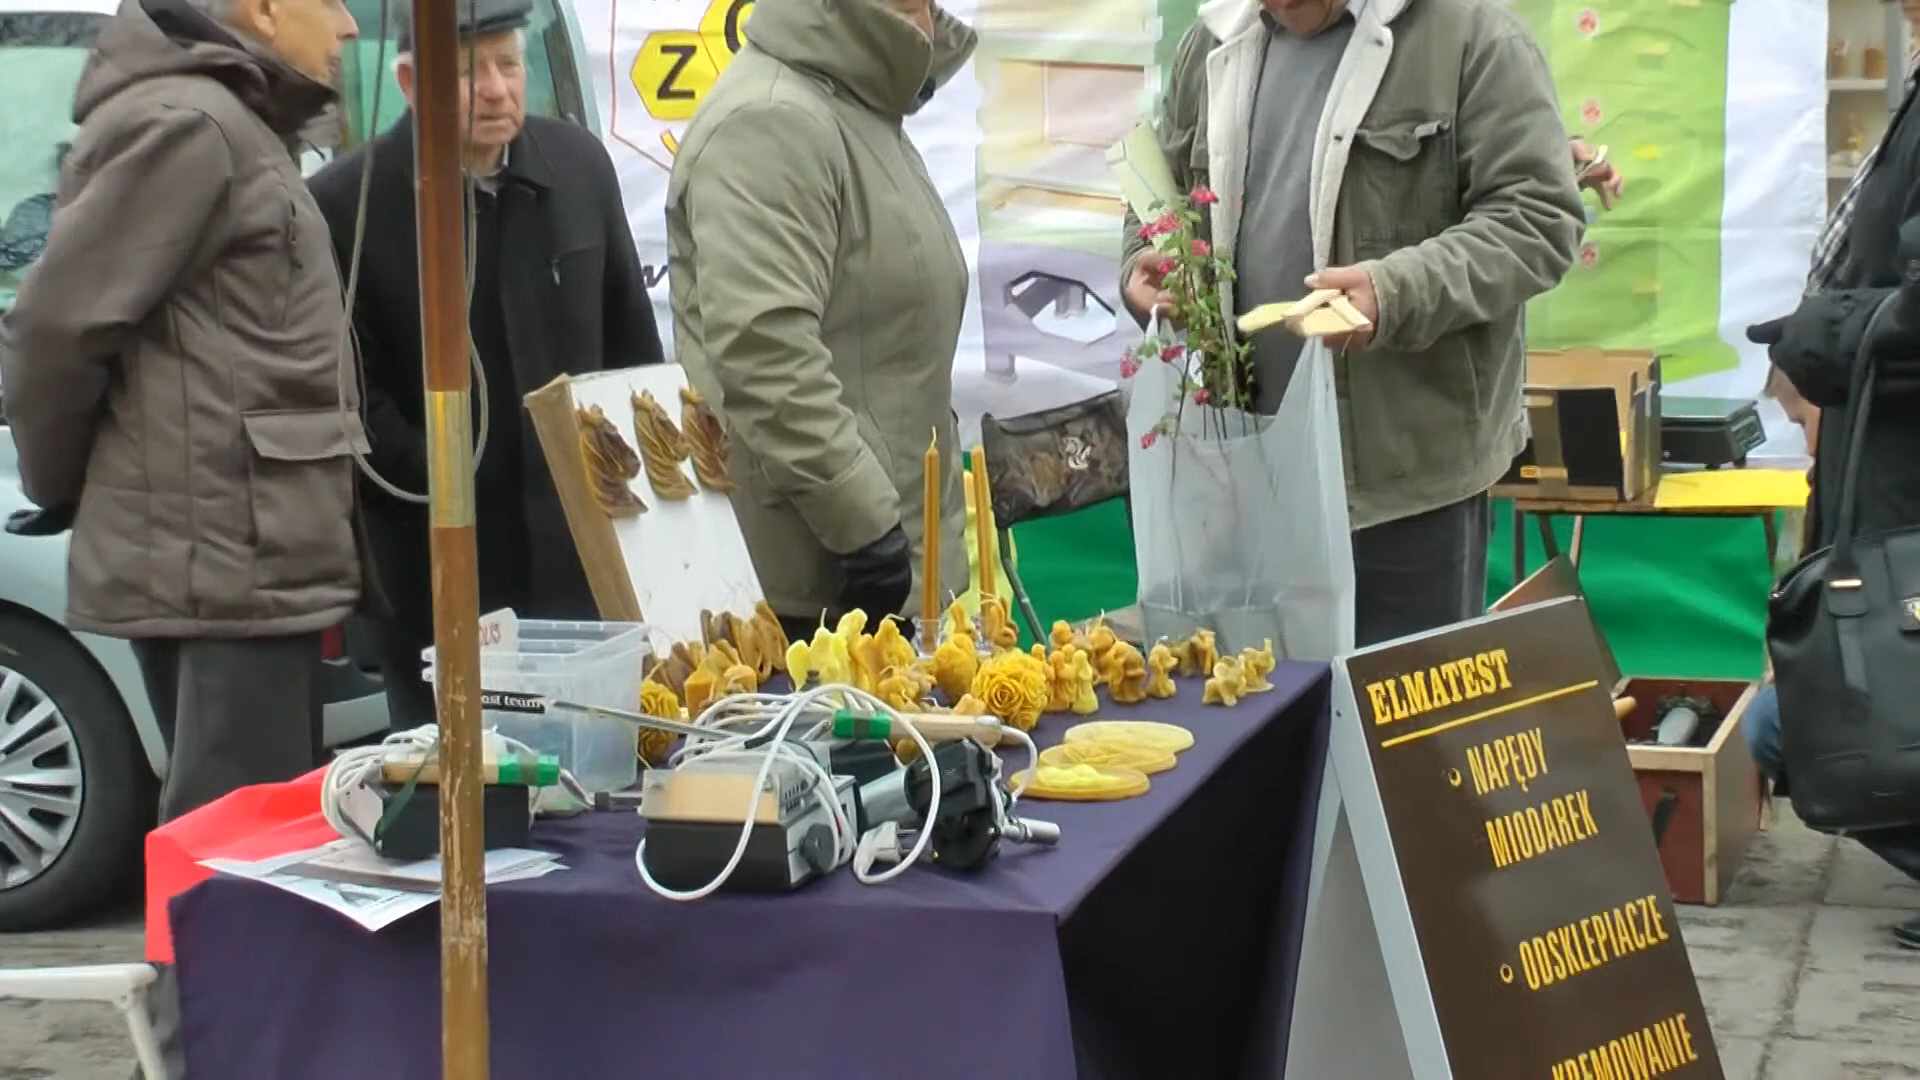 Z
ELMATEST
• NAPĘDY
MIODAREK
• ODSKLEPIACZE
KREMOWANIE